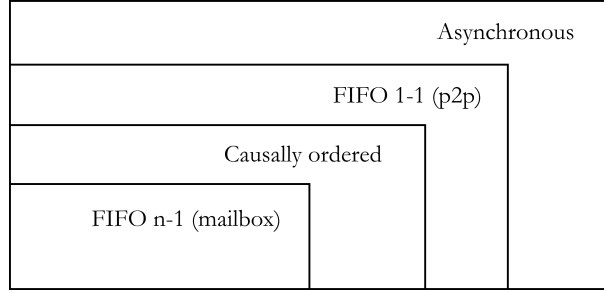 Asynchronous
FIFO 1-1 (p2p)
Causally ordered
FIFO n-1 (mailbox)